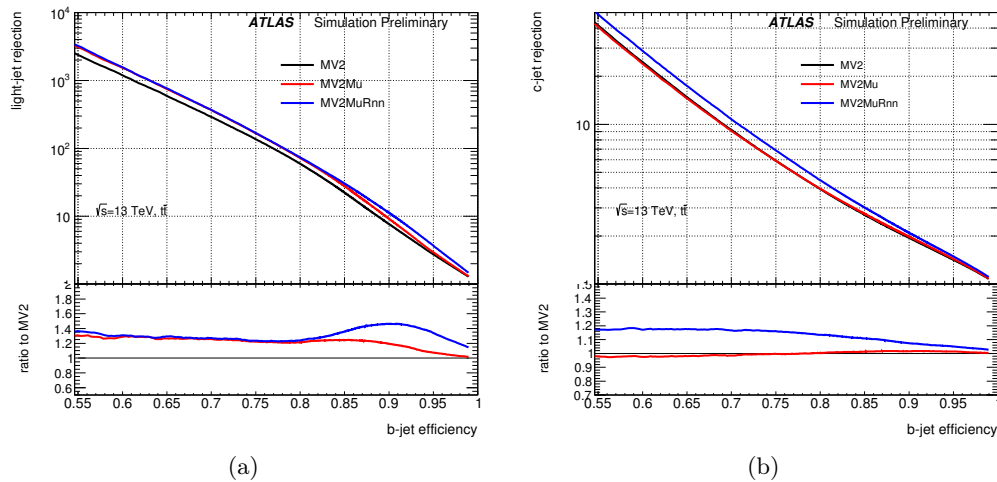 ATLAS Simulation Preliminary
light-jet rejection
10⁴
10³
10²
10
MV2
MV2Mu
MV2MuRnn
√s=13 TeV, tt̄
ratio to MV2
2
1.8
1.6
1.4
1.2
1
0.8
0.6
0.55 0.6 0.65 0.7 0.75 0.8 0.85 0.9 0.95 1
b-jet efficiency
(a)
ATLAS Simulation Preliminary
c-jet rejection
10
MV2
MV2Mu
MV2MuRnn
√s=13 TeV, tt̄
ratio to MV2
1.5
1.4
1.3
1.2
1.1
1
0.9
0.8
0.7
0.55 0.6 0.65 0.7 0.75 0.8 0.85 0.9 0.95 1
b-jet efficiency
(b)